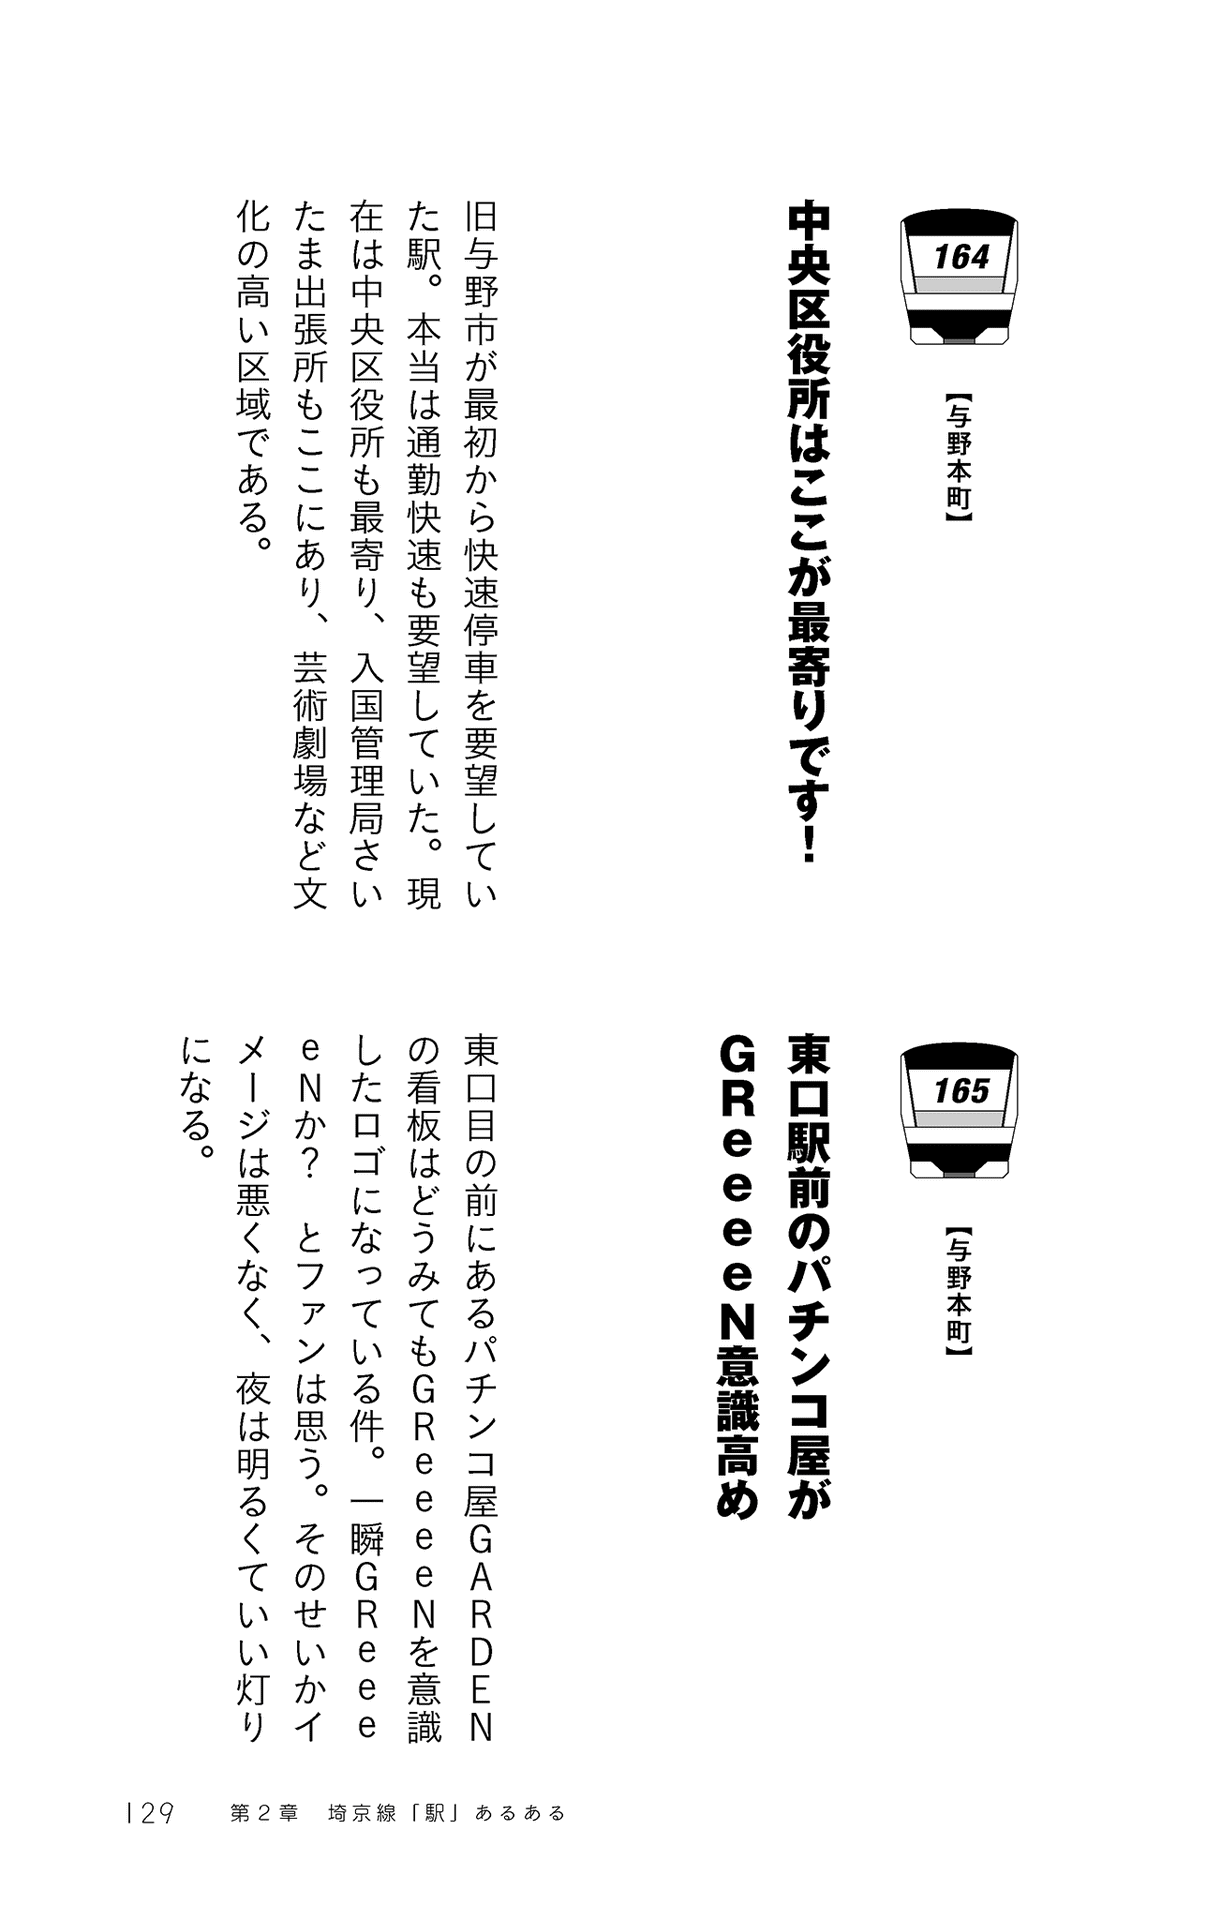 164
【与野本町】
中央区役所はここが最寄りです！
旧与野市が最初から快速停車を要望してい
た駅。本当は通勤快速も要望していた。現
在は中央区役所も最寄り、入国管理局さい
たま出張所もここにあり、芸術劇場など文
化の高い区域である。
165
【与野本町】
東口駅前のパチンコ屋が
GReeeeN意識高め
東口目の前にあるパチンコ屋GARDEN
の看板はどうみてもGReeeeNを意識
したロゴになっている件。一瞬GReee
eNか？　とファンは思う。そのせいかイ
メージは悪くなく、夜は明るくていい灯り
になる。
129　第２章　埼京線「駅」あるある